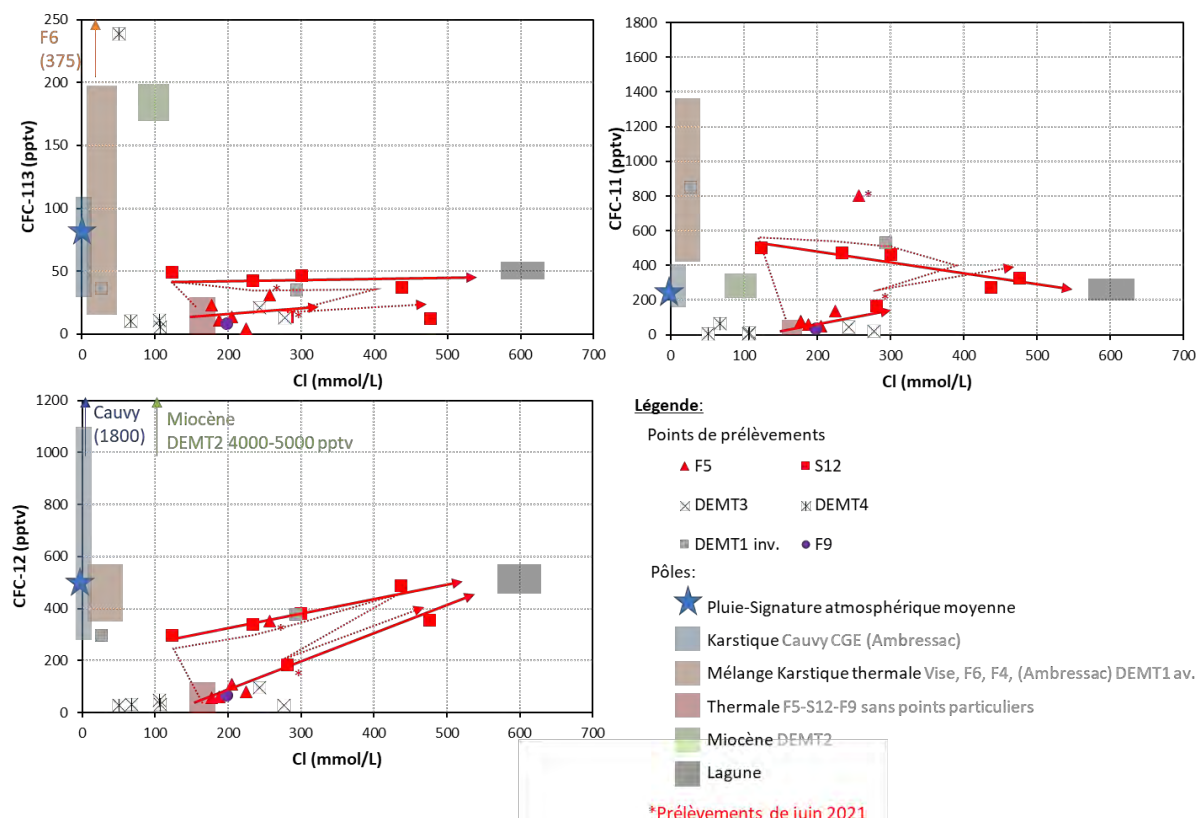 250
200
150
100
50
0
CFC-113 (pptv)
F6
(375)
*
*
0 100 200 300 400 500 600 700
Cl (mmol/L)
1800
1600
1400
1200
1000
800
600
400
200
0
CFC-11 (pptv)
*
*
0 100 200 300 400 500 600 700
Cl (mmol/L)
1200
1000
800
600
400
200
0
CFC-12 (pptv)
Cauvy
(1800)
Miocène
DEMT2 4000-5000 pptv
*
*
0 100 200 300 400 500 600 700
Cl (mmol/L)
Légende:
Points de prélèvements
F5 S12
DEMT3 DEMT4
DEMT1 inv. F9
Pôles:
Pluie-Signature atmosphérique moyenne
Karstique Cauvy CGE (Ambressac)
Mélange Karstique thermale Vise, F6, F4, (Ambressac) DEMT1 av.
Thermale F5-S12-F9 sans points particuliers
Miocène DEMT2
Lagune
*Prélèvements de juin 2021